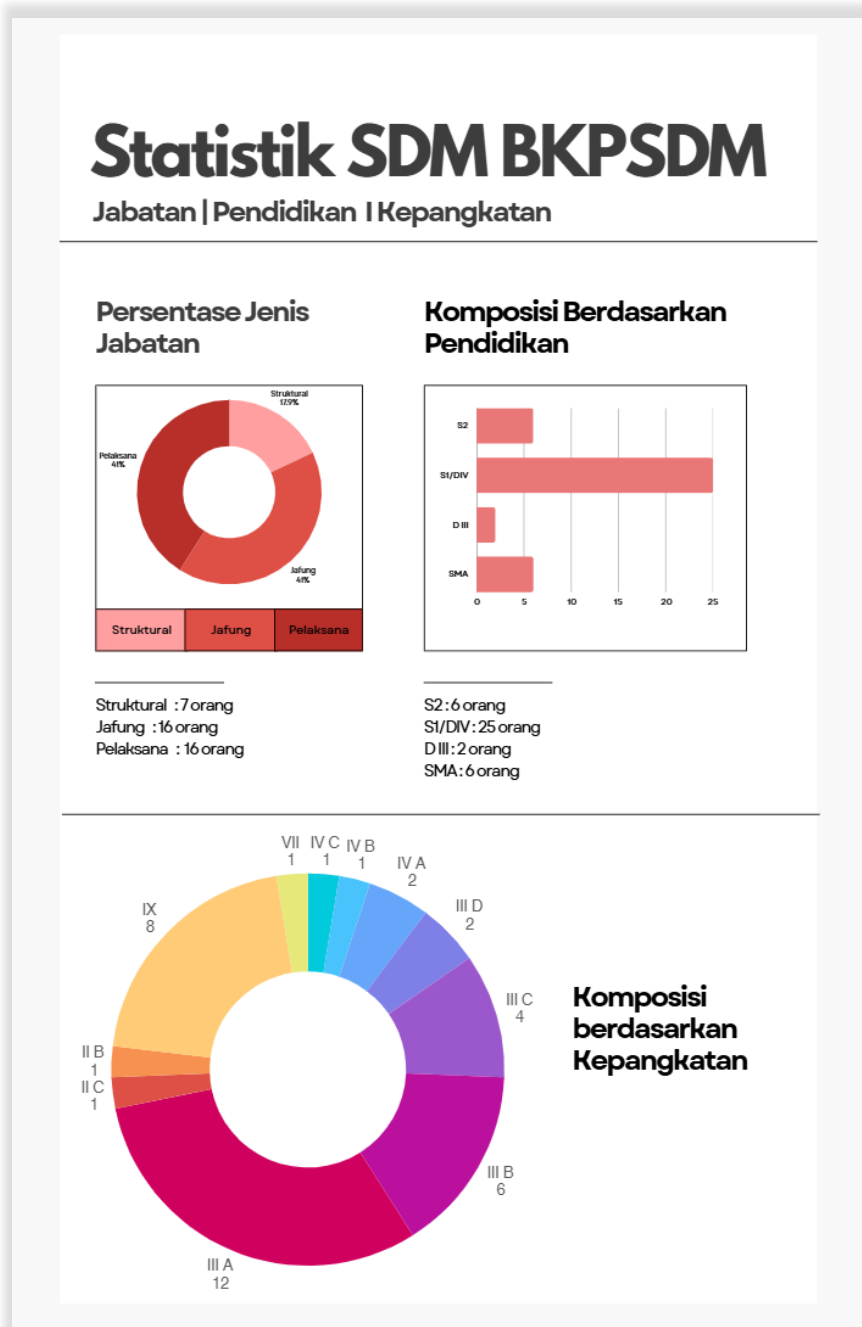 Statistik SDM BKPSDM
Jabatan | Pendidikan I Kepangkatan
Persentase Jenis
Jabatan
Struktural
17.9%
Pelaksana
41%
Jafung
41%
Struktural
Jafung
Pelaksana
Struktural : 7 orang
Jafung : 16 orang
Pelaksana : 16 orang
Komposisi Berdasarkan
Pendidikan
S2
S1/DIV
D III
SMA
0 5 10 15 20 25
S2 : 6 orang
S1/DIV : 25 orang
D III : 2 orang
SMA : 6 orang
VII
1
IV C
1
IV B
1
IV A
2
III D
2
III C
4
III B
6
III A
12
II C
1
II B
1
IX
8
Komposisi
berdasarkan
Kepangkatan